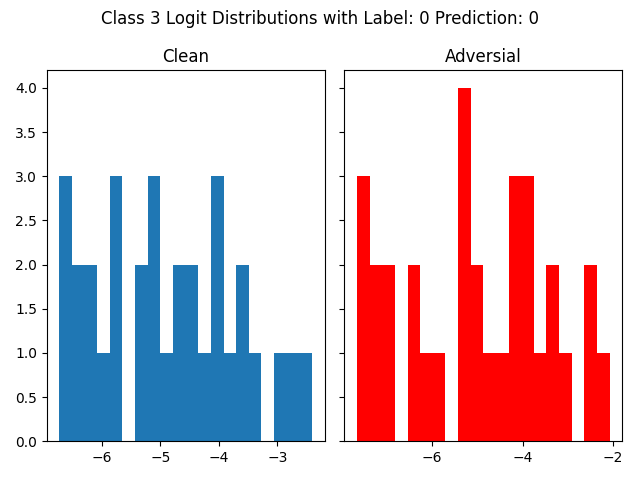 Class 3 Logit Distributions with Label: 0 Prediction: 0
Clean
Adversial
4.0
3.5
3.0
2.5
2.0
1.5
1.0
0.5
0.0
−6 −5 −4 −3
−6 −4 −2